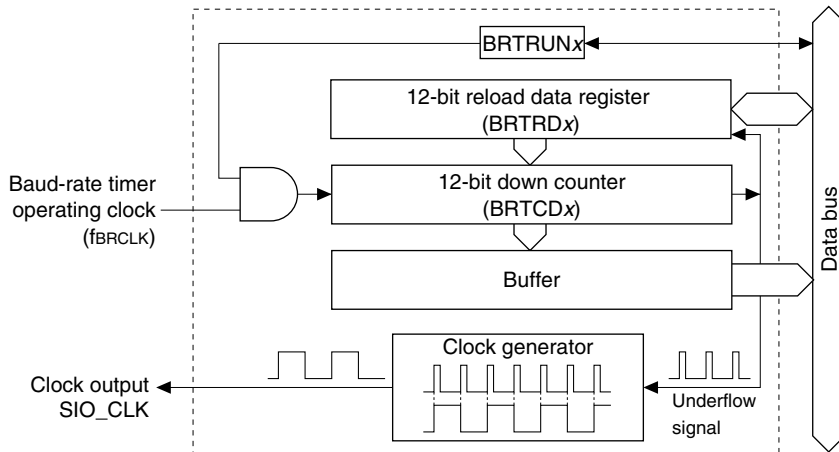 BRTRUNx
12-bit reload data register
(BRTRDx)
Baud-rate timer
operating clock
(fBRCLK)
12-bit down counter
(BRTCDx)
Buffer
Data bus
Clock generator
Clock output
SIO_CLK
Underflow
signal